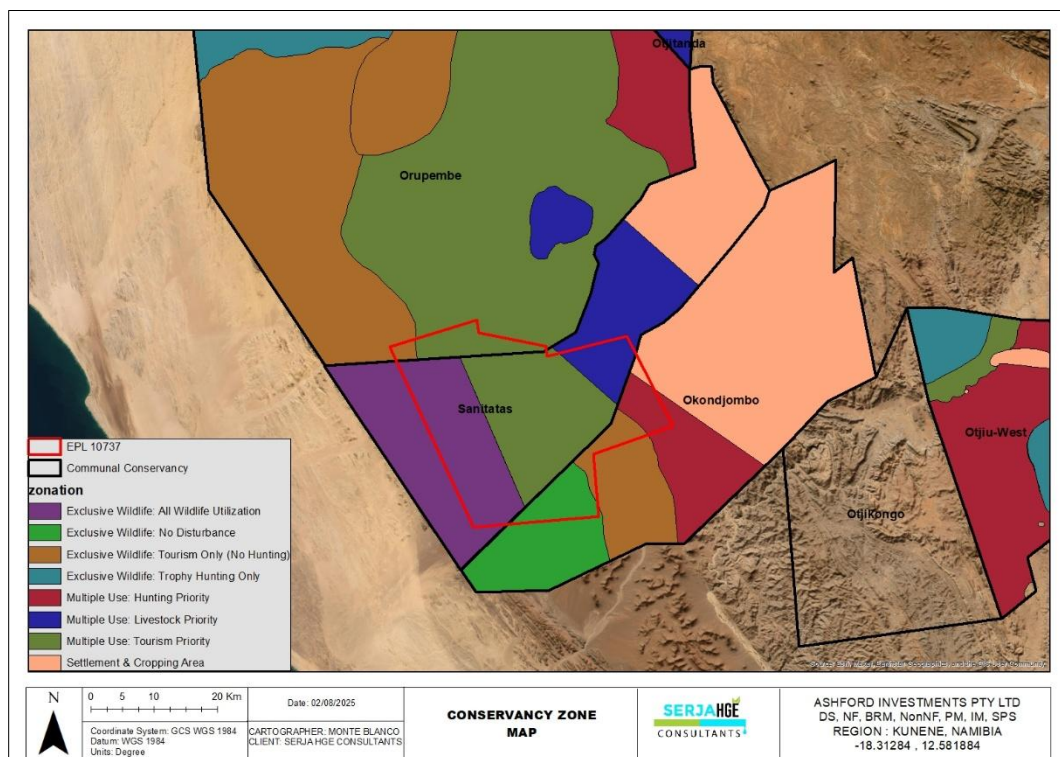 Otjitanda
Orupembe
Sanitatas
Okondjombo
Otjiu-West
Otjikongo
EPL 10737
Communal Conservancy
zonation
Exclusive Wildlife: All Wildlife Utilization
Exclusive Wildlife: No Disturbance
Exclusive Wildlife: Tourism Only (No Hunting)
Exclusive Wildlife: Trophy Hunting Only
Multiple Use: Hunting Priority
Multiple Use: Livestock Priority
Multiple Use: Tourism Priority
Settlement & Cropping Area
N
0 5 10 20 Km
Coordinate System: GCS WGS 1984
Datum: WGS 1984
Units: Degree
Date: 02/08/2025
CARTOGRAPHER: MONTE BLANCO
CLIENT: SERJA HGE CONSULTANTS
CONSERVANCY ZONE
MAP
SERJAHGE
CONSULTANTS
ASHFORD INVESTMENTS PTY LTD
DS, NF, BRM, NonNF, PM, IM, SPS
REGION : KUNENE, NAMIBIA
-18.31284 , 12.581884